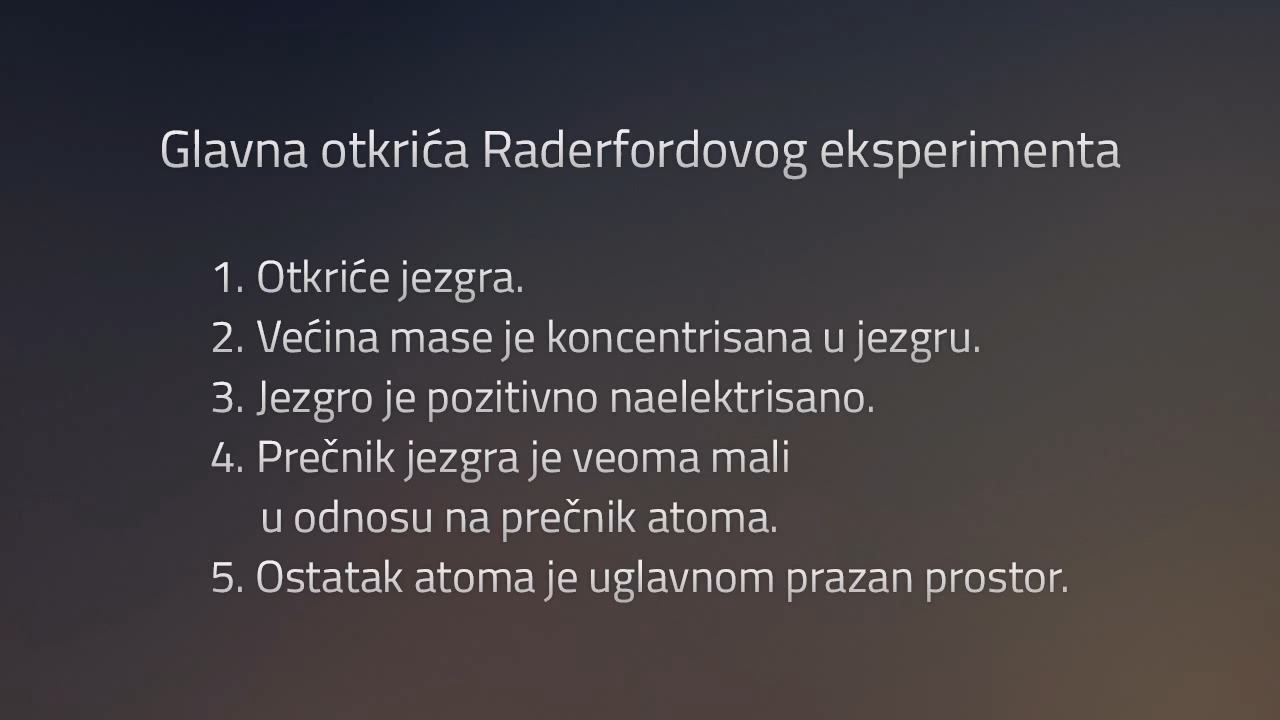 Glavna otkrića Raderfordovog eksperimenta
1. Otkriće jezgra.
2. Većina mase je koncentrisana u jezgru.
3. Jezgro je pozitivno naelektrisano.
4. Prečnik jezgra je veoma mali
u odnosu na prečnik atoma.
5. Ostatak atoma je uglavnom prazan prostor.